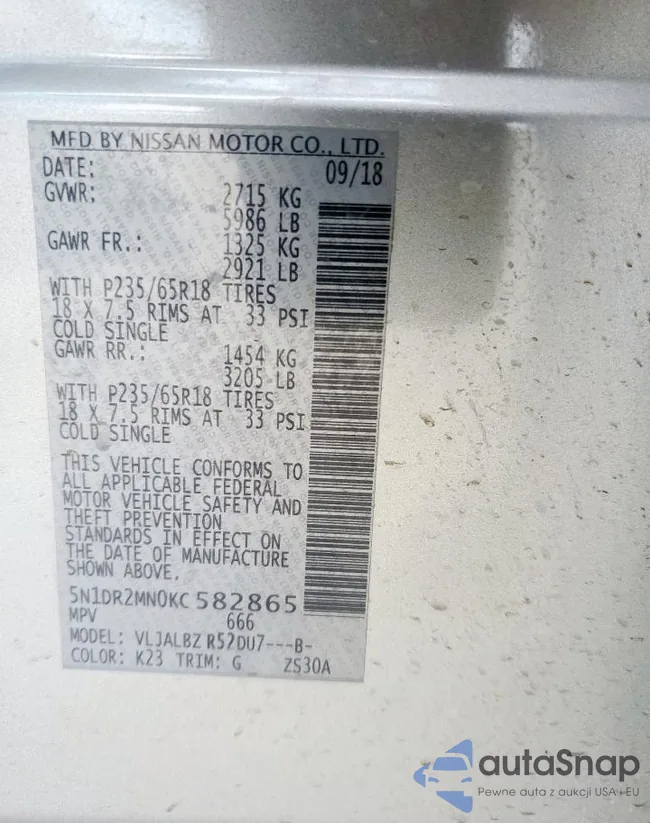 MFD BY NISSAN MOTOR CO., LTD.
DATE: 09/18
GVWR: 2715 KG
5986 LB
GAWR FR.: 1325 KG
2921 LB
WITH P235/65R18 TIRES
18 X 7.5 RIMS AT 33 PSI
COLD SINGLE
GAWR RR.: 1454 KG
3205 LB
WITH P235/65R18 TIRES
18 X 7.5 RIMS AT 33 PSI
COLD SINGLE
THIS VEHICLE CONFORMS TO
ALL APPLICABLE FEDERAL
MOTOR VEHICLE SAFETY AND
THEFT PREVENTION
STANDARDS IN EFFECT ON
THE DATE OF MANUFACTURE
SHOWN ABOVE.
5N1DR2MN0KC582865
MPV 666
MODEL: VLJALBZ R52DU7---B-
COLOR: K23 TRIM: G ZS30A
autaSnap
Pewne auta z aukcji USA i EU